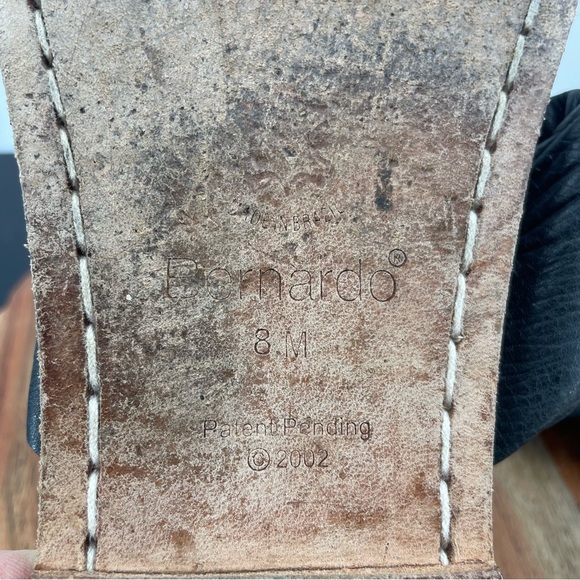 Bernardo®
8 M
Patent Pending
© 2002